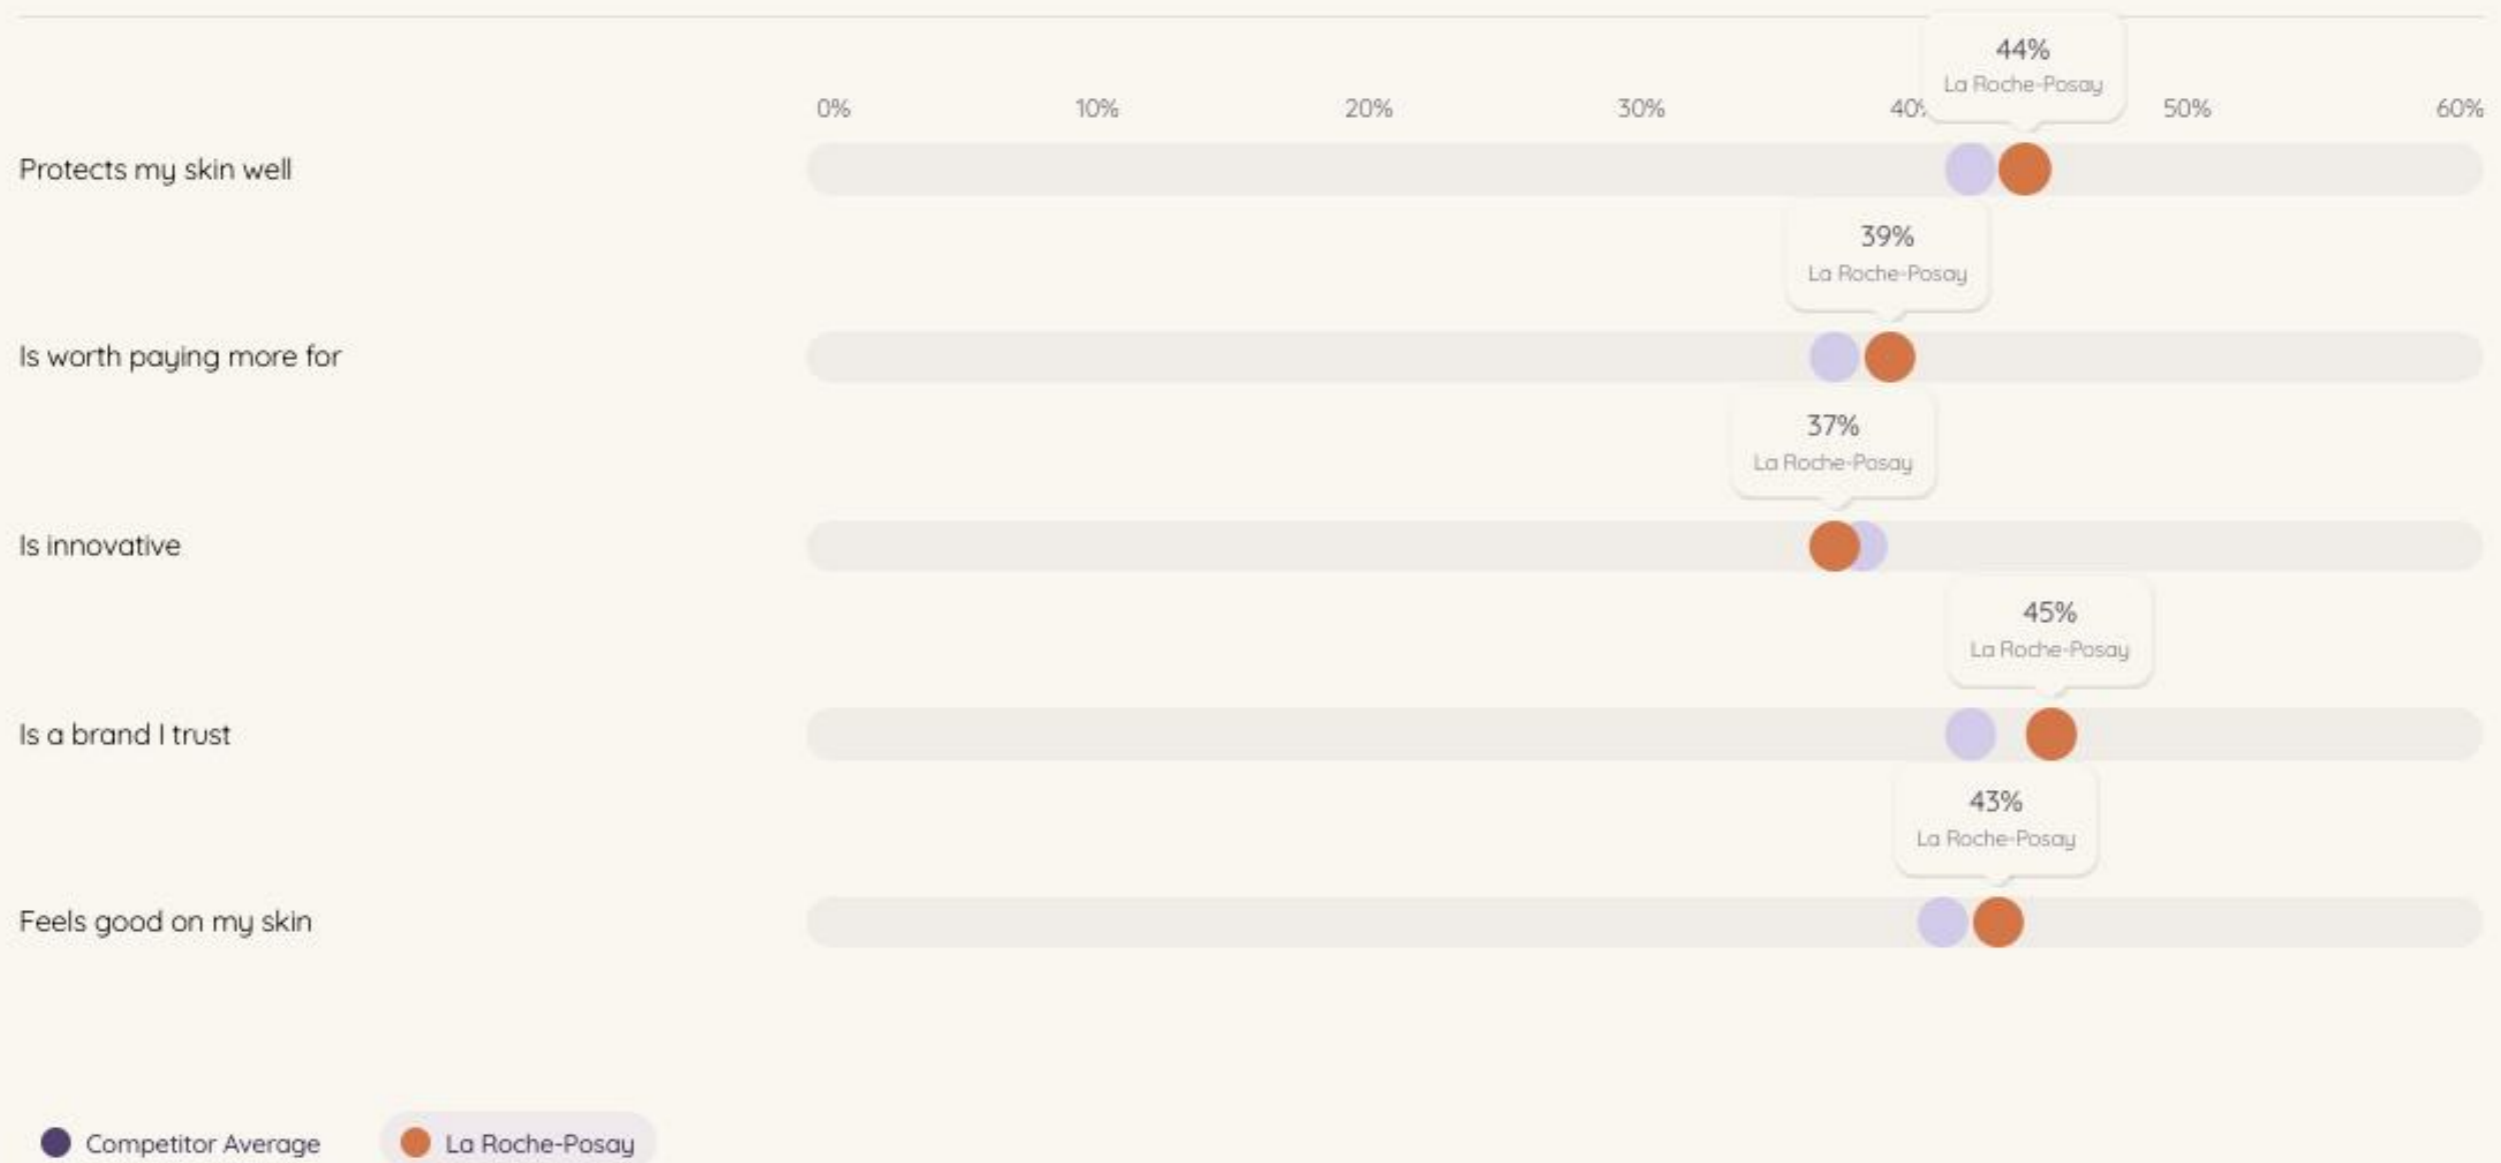 44%
La Roche-Posay
0% 10% 20% 30% 40% 50% 60%
Protects my skin well
39%
La Roche-Posay
Is worth paying more for
37%
La Roche-Posay
Is innovative
45%
La Roche-Posay
Is a brand I trust
43%
La Roche-Posay
Feels good on my skin
Competitor Average La Roche-Posay